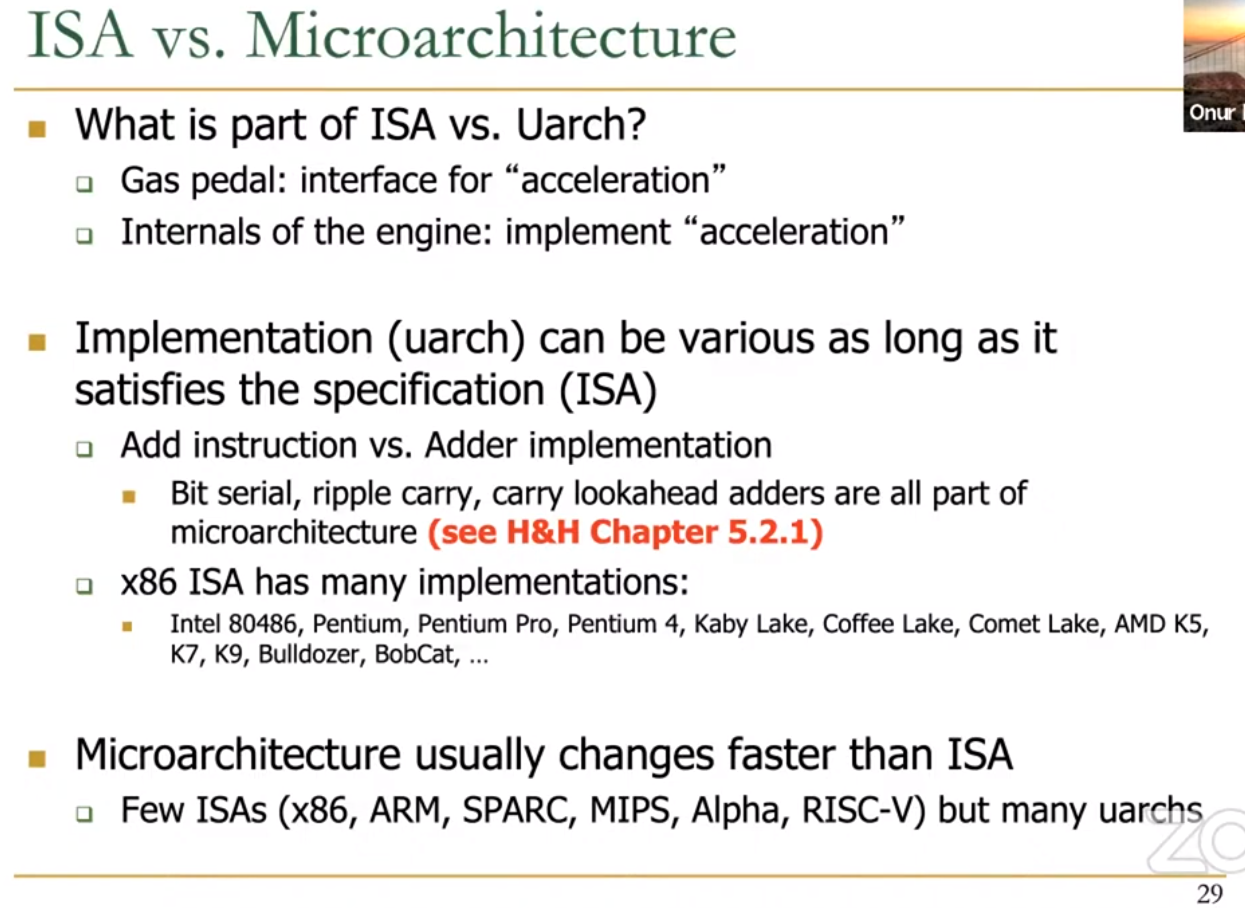 ISA vs. Microarchitecture
Onur
What is part of ISA vs. Uarch?
Gas pedal: interface for “acceleration”
Internals of the engine: implement “acceleration”
Implementation (uarch) can be various as long as it
satisfies the specification (ISA)
Add instruction vs. Adder implementation
Bit serial, ripple carry, carry lookahead adders are all part of
microarchitecture (see H&H Chapter 5.2.1)
x86 ISA has many implementations:
Intel 80486, Pentium, Pentium Pro, Pentium 4, Kaby Lake, Coffee Lake, Comet Lake, AMD K5,
K7, K9, Bulldozer, BobCat, ...
Microarchitecture usually changes faster than ISA
Few ISAs (x86, ARM, SPARC, MIPS, Alpha, RISC-V) but many uarchs
29